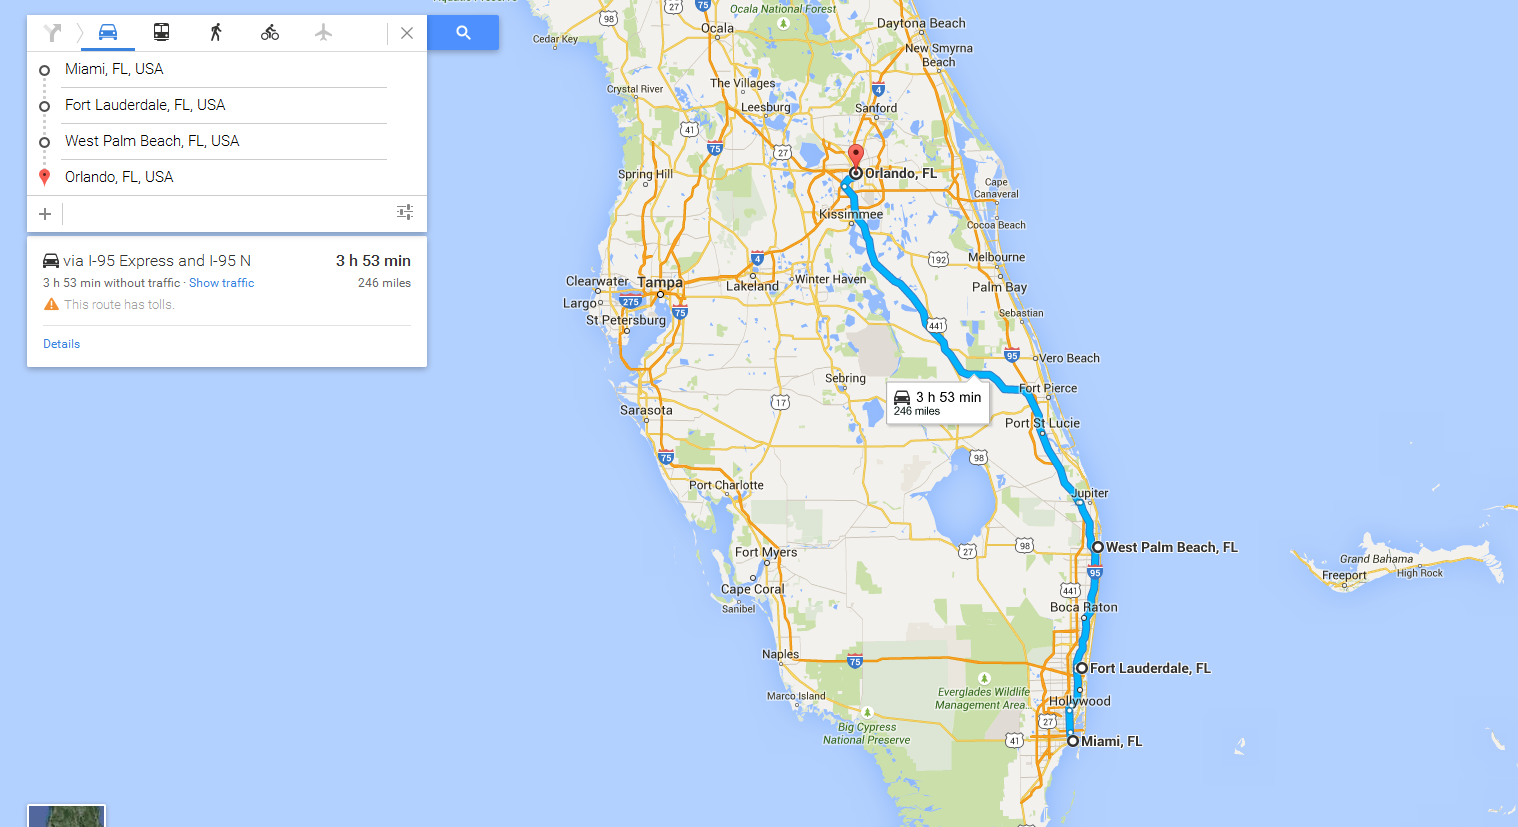 Miami, FL, USA
Fort Lauderdale, FL, USA
West Palm Beach, FL, USA
Orlando, FL, USA
via I-95 Express and I-95 N 3 h 53 min
3 h 53 min without traffic · Show traffic 246 miles
This route has tolls.
Details
Ocala National Forest
75
98
27
Daytona Beach
Ocala
Cedar Key
New Smyrna
Beach
The Villages
Crystal River
4
Leesburg
Sanford
41
75
27
Orlando, FL
Spring Hill
Cape
Canaveral
Kissimmee
Cocoa Beach
4
192
Melbourne
Clearwater
Tampa
Lakeland
Winter Haven
Palm Bay
Largo
275
75
St Petersburg
Sebastian
441
95
Vero Beach
Sebring
Fort Pierce
3 h 53 min
246 miles
17
Sarasota
Port St Lucie
75
98
Port Charlotte
Jupiter
West Palm Beach, FL
27
98
Fort Myers
Grand Bahama
Freeport
High Rock
95
Cape Coral
441
Sanibel
Boca Raton
Naples
75
Fort Lauderdale, FL
Everglades Wildlife
Management Area...
Marco Island
Hollywood
27
Big Cypress
National Preserve
41
Miami, FL